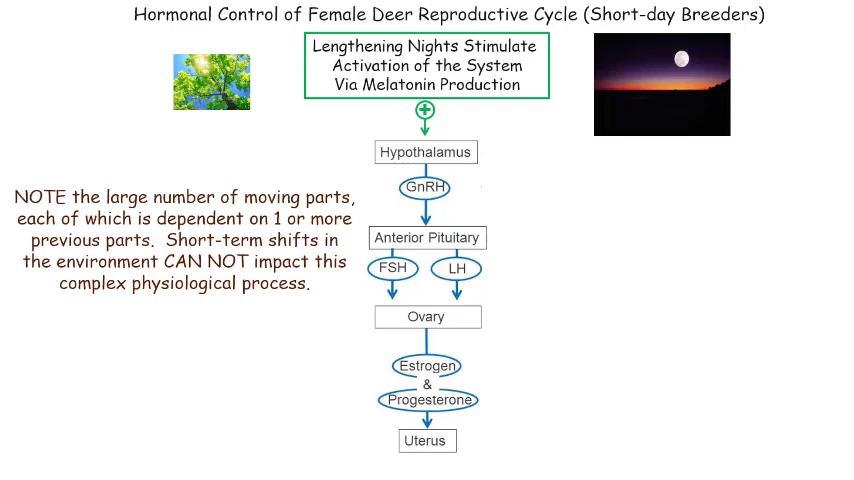 Hormonal Control of Female Deer Reproductive Cycle (Short-day Breeders)
Lengthening Nights Stimulate
Activation of the System
Via Melatonin Production
Hypothalamus
GnRH
NOTE the large number of moving parts,
each of which is dependent on 1 or more
previous parts. Short-term shifts in
the environment CAN NOT impact this
complex physiological process.
Anterior Pituitary
FSH
LH
Ovary
Estrogen
&
Progesterone
Uterus